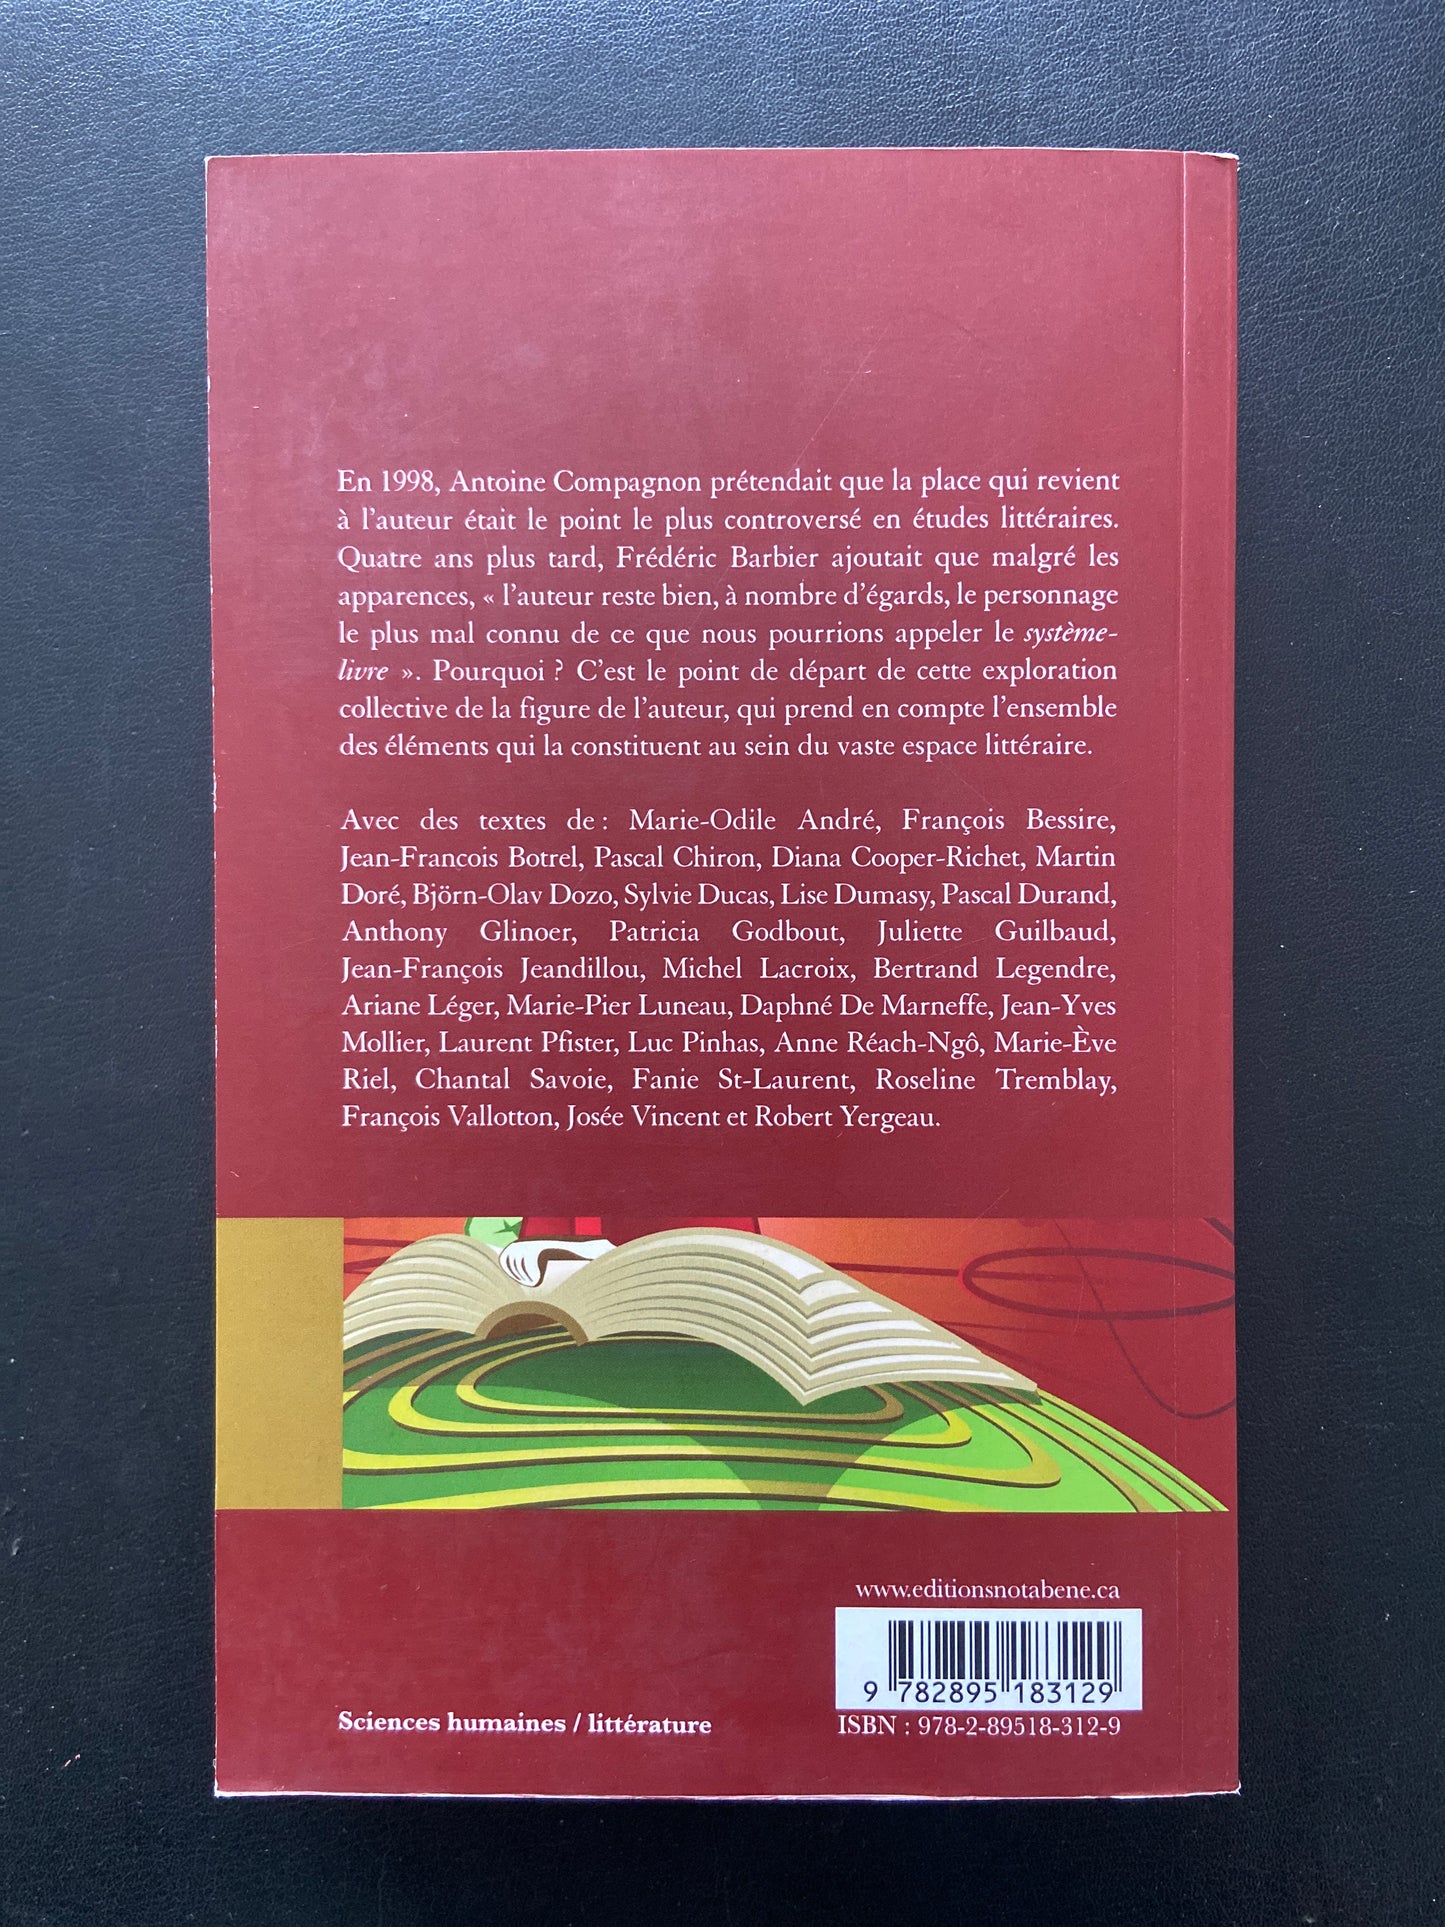 En 1998, Antoine Compagnon prétendait que la place qui revient
à l'auteur était le point le plus controversé en études littéraires.
Quatre ans plus tard, Frédéric Barbier ajoutait que malgré les
apparences, « l'auteur reste bien, à nombre d'égards, le personnage
le plus mal connu de ce que nous pourrions appeler le système-
livre ». Pourquoi ? C'est le point de départ de cette exploration
collective de la figure de l'auteur, qui prend en compte l'ensemble
des éléments qui la constituent au sein du vaste espace littéraire.
Avec des textes de : Marie-Odile André, François Bessire,
Jean-François Botrel, Pascal Chiron, Diana Cooper-Richet, Martin
Doré, Björn-Olav Dozo, Sylvie Ducas, Lise Dumasy, Pascal Durand,
Anthony Glinoer, Patricia Godbout, Juliette Guilbaud,
Jean-François Jeandillou, Michel Lacroix, Bertrand Legendre,
Ariane Léger, Marie-Pier Luneau, Daphné De Marneffe, Jean-Yves
Mollier, Laurent Pfister, Luc Pinhas, Anne Réach-Ngô, Marie-Ève
Riel, Chantal Savoie, Fanie St-Laurent, Roseline Tremblay,
François Vallotton, Josée Vincent et Robert Yergeau.
www.editionsnotabene.ca
9 782895 183129
Sciences humaines / littérature
ISBN : 978-2-89518-312-9